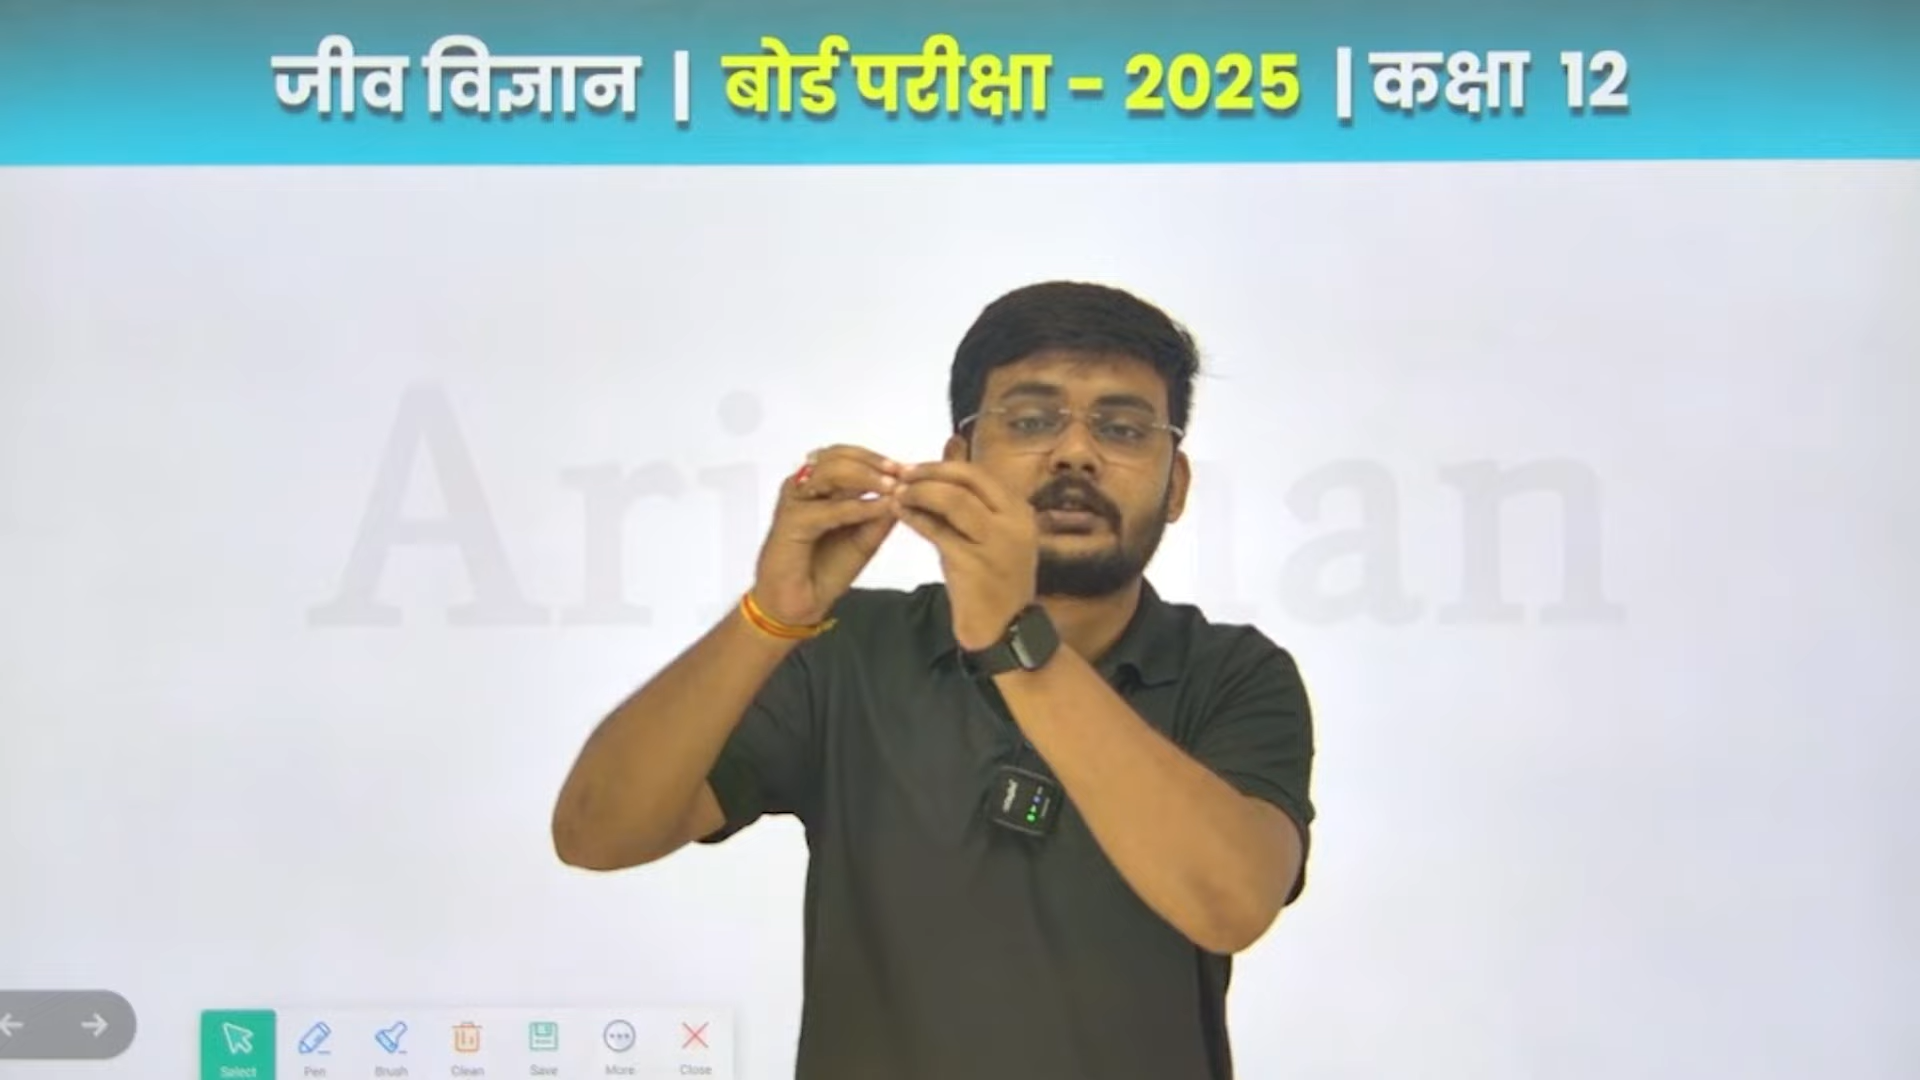 जीव विज्ञान | बोर्ड परीक्षा - 2025 | कक्षा 12
Select Pen Brush Clean Save More Close